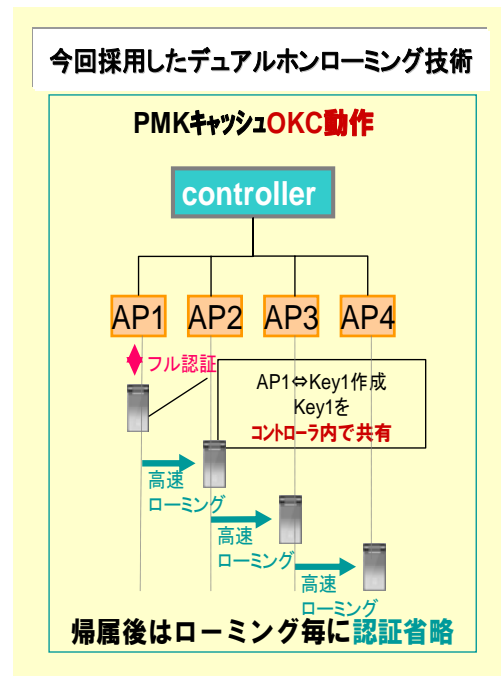 今回採用したデュアルホンローミング技術
PMKキャッシュOKC動作
controller
AP1 AP2 AP3 AP4
フル認証
AP1⇔Key1作成
Key1を
コントローラ内で共有
高速
ローミング
高速
ローミング
高速
ローミング
帰属後はローミング毎に認証省略